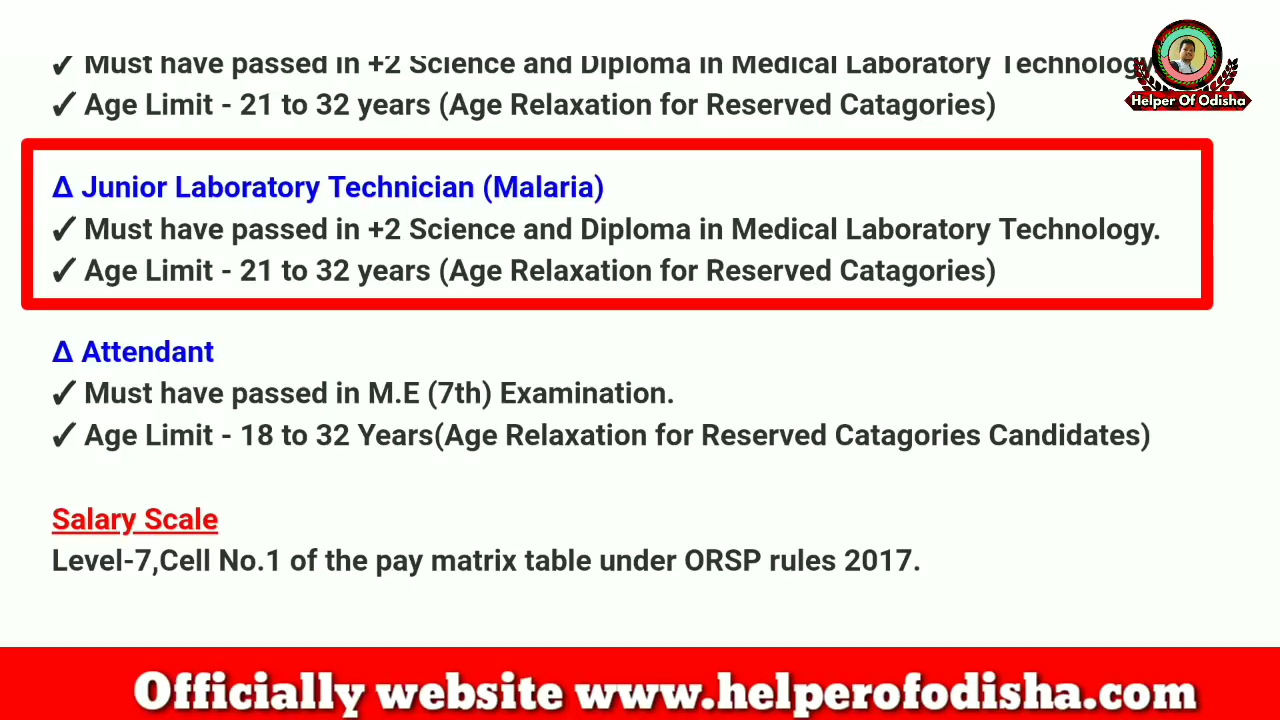 ✓ Must have passed in +2 Science and Diploma in Medical Laboratory Technology
✓ Age Limit - 21 to 32 years (Age Relaxation for Reserved Catagories)
Helper Of Odisha
Δ Junior Laboratory Technician (Malaria)
✓ Must have passed in +2 Science and Diploma in Medical Laboratory Technology.
✓ Age Limit - 21 to 32 years (Age Relaxation for Reserved Catagories)
Δ Attendant
✓ Must have passed in M.E (7th) Examination.
✓ Age Limit - 18 to 32 Years(Age Relaxation for Reserved Catagories Candidates)
Salary Scale
Level-7,Cell No.1 of the pay matrix table under ORSP rules 2017.
Officially website www.helperofodisha.com